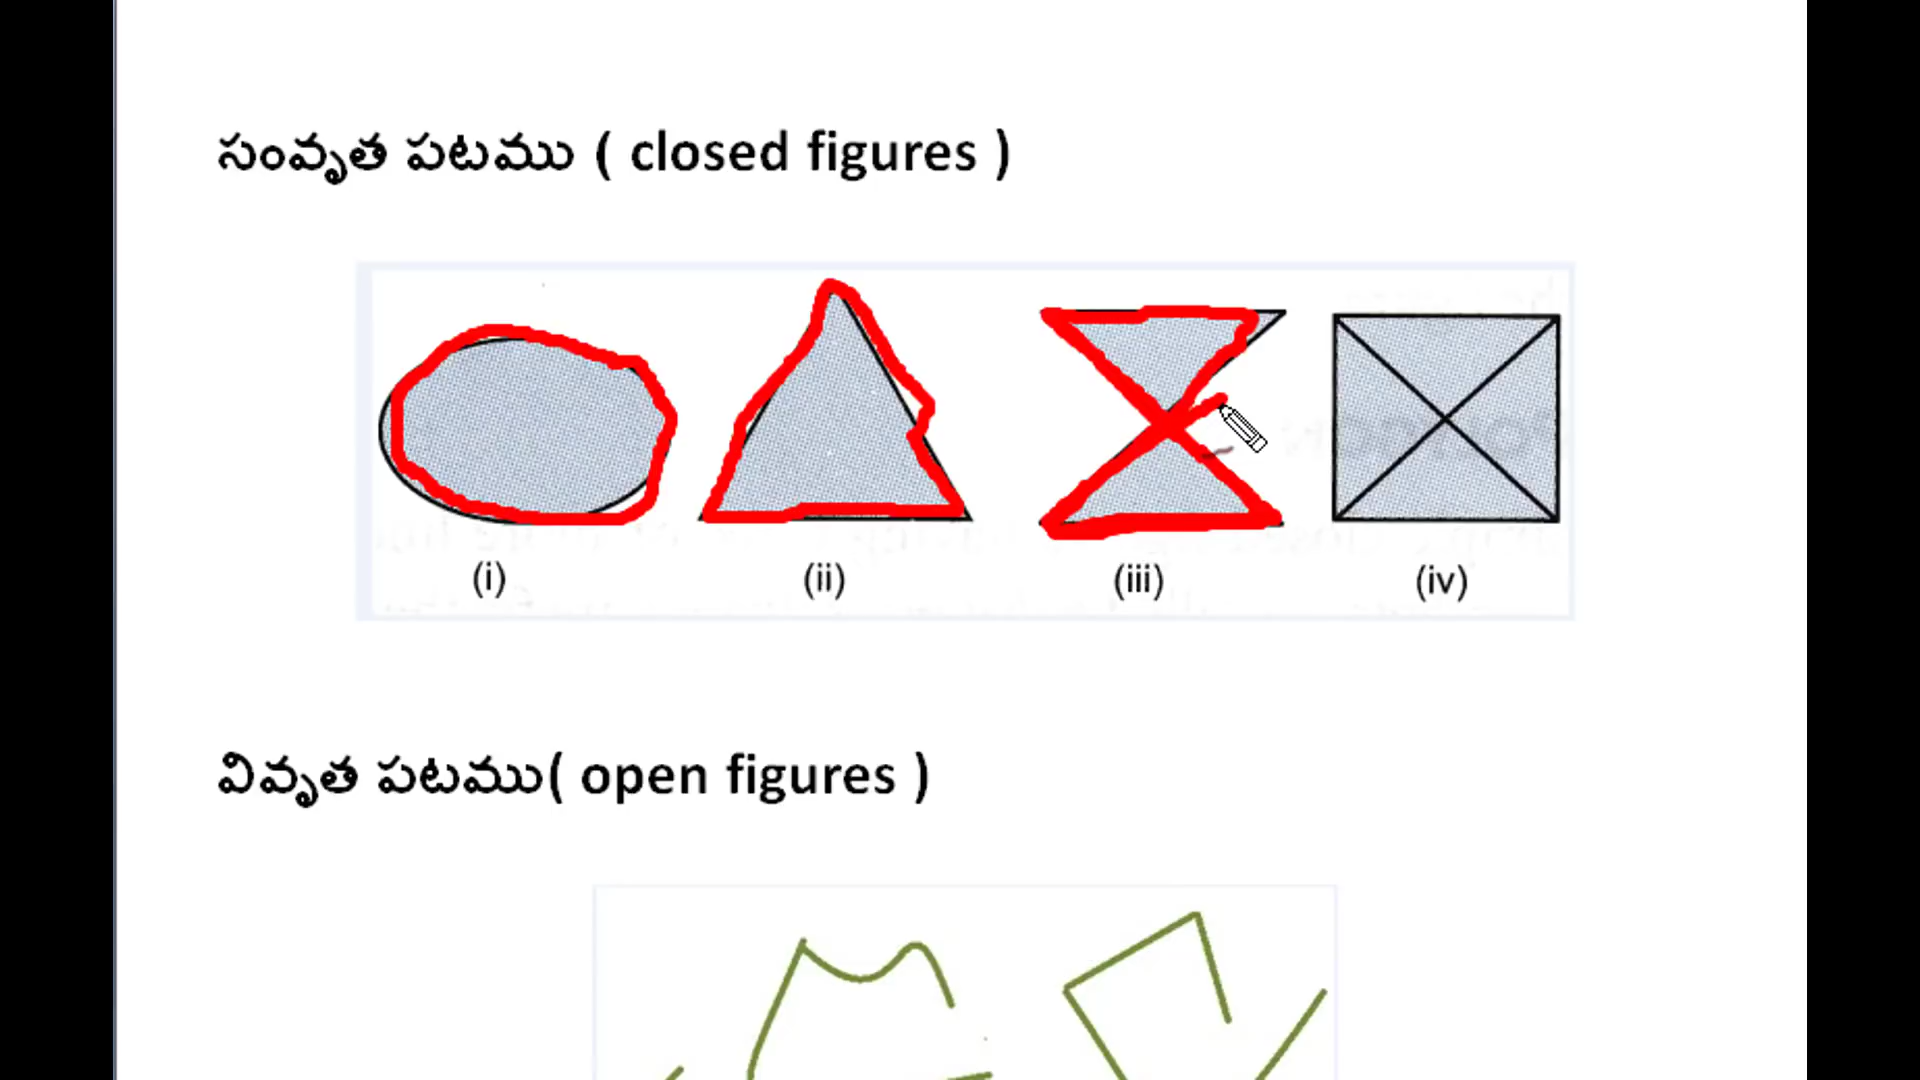 సంవృత పటము ( closed figures )
(i) (ii) (iii) (iv)
వివృత పటము( open figures )